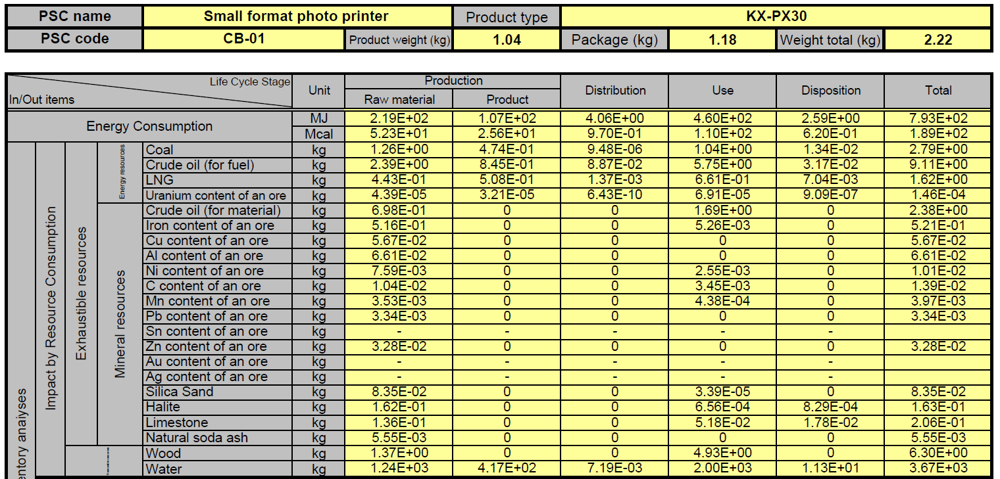 PSC name Small format photo printer Product type KX-PX30
PSC code CB-01 Product weight (kg) 1.04 Package (kg) 1.18 Weight total (kg) 2.22
Life Cycle Stage Unit Production Distribution Use Disposition Total
In/Out items Raw material Product
Energy Consumption MJ 2.19E+02 1.07E+02 4.06E+00 4.60E+02 2.59E+00 7.93E+02
Mcal 5.23E+01 2.56E+01 9.70E-01 1.10E+02 6.20E-01 1.89E+02
entory anaiyses
Impact by Resource Consumption
Exhaustible resources
Energy resources
Coal kg 1.26E+00 4.74E-01 9.48E-06 1.04E+00 1.34E-02 2.79E+00
Crude oil (for fuel) kg 2.39E+00 8.45E-01 8.87E-02 5.75E+00 3.17E-02 9.11E+00
LNG kg 4.43E-01 5.08E-01 1.37E-03 6.61E-01 7.04E-03 1.62E+00
Uranium content of an ore kg 4.39E-05 3.21E-05 6.43E-10 6.91E-05 9.09E-07 1.46E-04
Mineral resources
Crude oil (for material) kg 6.98E-01 0 0 1.69E+00 0 2.38E+00
Iron content of an ore kg 5.16E-01 0 0 5.26E-03 0 5.21E-01
Cu content of an ore kg 5.67E-02 0 0 0 0 5.67E-02
Al content of an ore kg 6.61E-02 0 0 0 0 6.61E-02
Ni content of an ore kg 7.59E-03 0 0 2.55E-03 0 1.01E-02
C content of an ore kg 1.04E-02 0 0 3.45E-03 0 1.39E-02
Mn content of an ore kg 3.53E-03 0 0 4.38E-04 0 3.97E-03
Pb content of an ore kg 3.34E-03 0 0 0 0 3.34E-03
Sn content of an ore kg - - - - -
Zn content of an ore kg 3.28E-02 0 0 0 0 3.28E-02
Au content of an ore kg - - - - -
Ag content of an ore kg - - - - -
Silica Sand kg 8.35E-02 0 0 3.39E-05 0 8.35E-02
Halite kg 1.62E-01 0 0 6.56E-04 8.29E-04 1.63E-01
Limestone kg 1.36E-01 0 0 5.18E-02 1.78E-02 2.06E-01
Natural soda ash kg 5.55E-03 0 0 0 0 5.55E-03
Wood kg 1.37E+00 0 0 4.93E+00 0 6.30E+00
Water kg 1.24E+03 4.17E+02 7.19E-03 2.00E+03 1.13E+01 3.67E+03